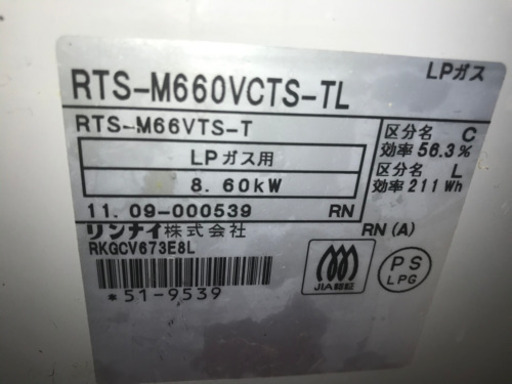 LPガス
RTS-M660VCTS-TL
RTS-M66VTS-T
LPガス用
8.60kW
区分名 C
効率 56.3%
区分名 L
効率 211 Wh
11.09-000539 RN
リンナイ株式会社 RN(A)
RKGCV673E8L
*51-9539
JIA認証
PS
LPG